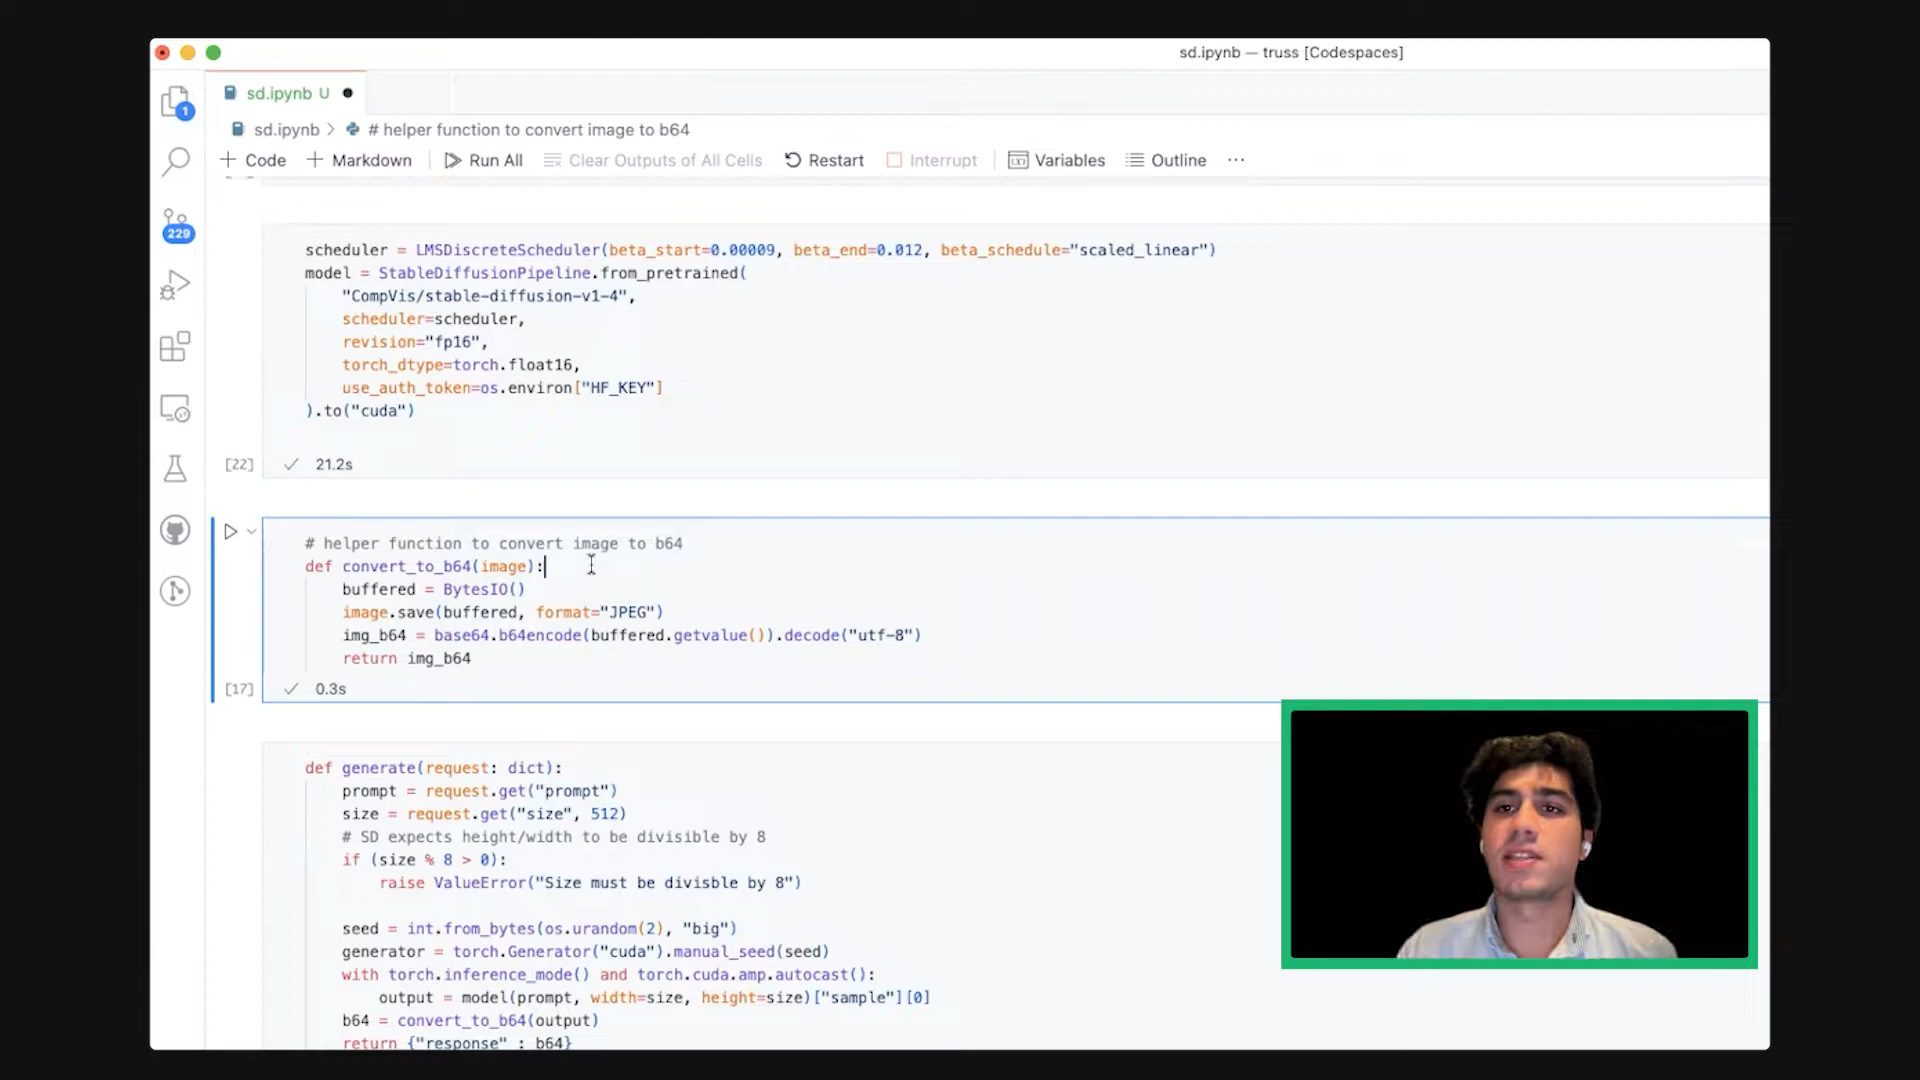 sd.ipynb — truss [Codespaces]
1
sd.ipynb U
sd.ipynb > # helper function to convert image to b64
+ Code + Markdown Run All Clear Outputs of All Cells Restart Interrupt Variables Outline ...
229
scheduler = LMSDiscreteScheduler(beta_start=0.00009, beta_end=0.012, beta_schedule="scaled_linear")
model = StableDiffusionPipeline.from_pretrained(
"CompVis/stable-diffusion-v1-4",
scheduler=scheduler,
revision="fp16",
torch_dtype=torch.float16,
use_auth_token=os.environ["HF_KEY"]
).to("cuda")
[22] ✓ 21.2s
# helper function to convert image to b64
def convert_to_b64(image):
buffered = BytesIO()
image.save(buffered, format="JPEG")
img_b64 = base64.b64encode(buffered.getvalue()).decode("utf-8")
return img_b64
[17] ✓ 0.3s
def generate(request: dict):
prompt = request.get("prompt")
size = request.get("size", 512)
# SD expects height/width to be divisible by 8
if (size % 8 > 0):
raise ValueError("Size must be divisble by 8")
seed = int.from_bytes(os.urandom(2), "big")
generator = torch.Generator("cuda").manual_seed(seed)
with torch.inference_mode() and torch.cuda.amp.autocast():
output = model(prompt, width=size, height=size)["sample"][0]
b64 = convert_to_b64(output)
return {"response" : b64}